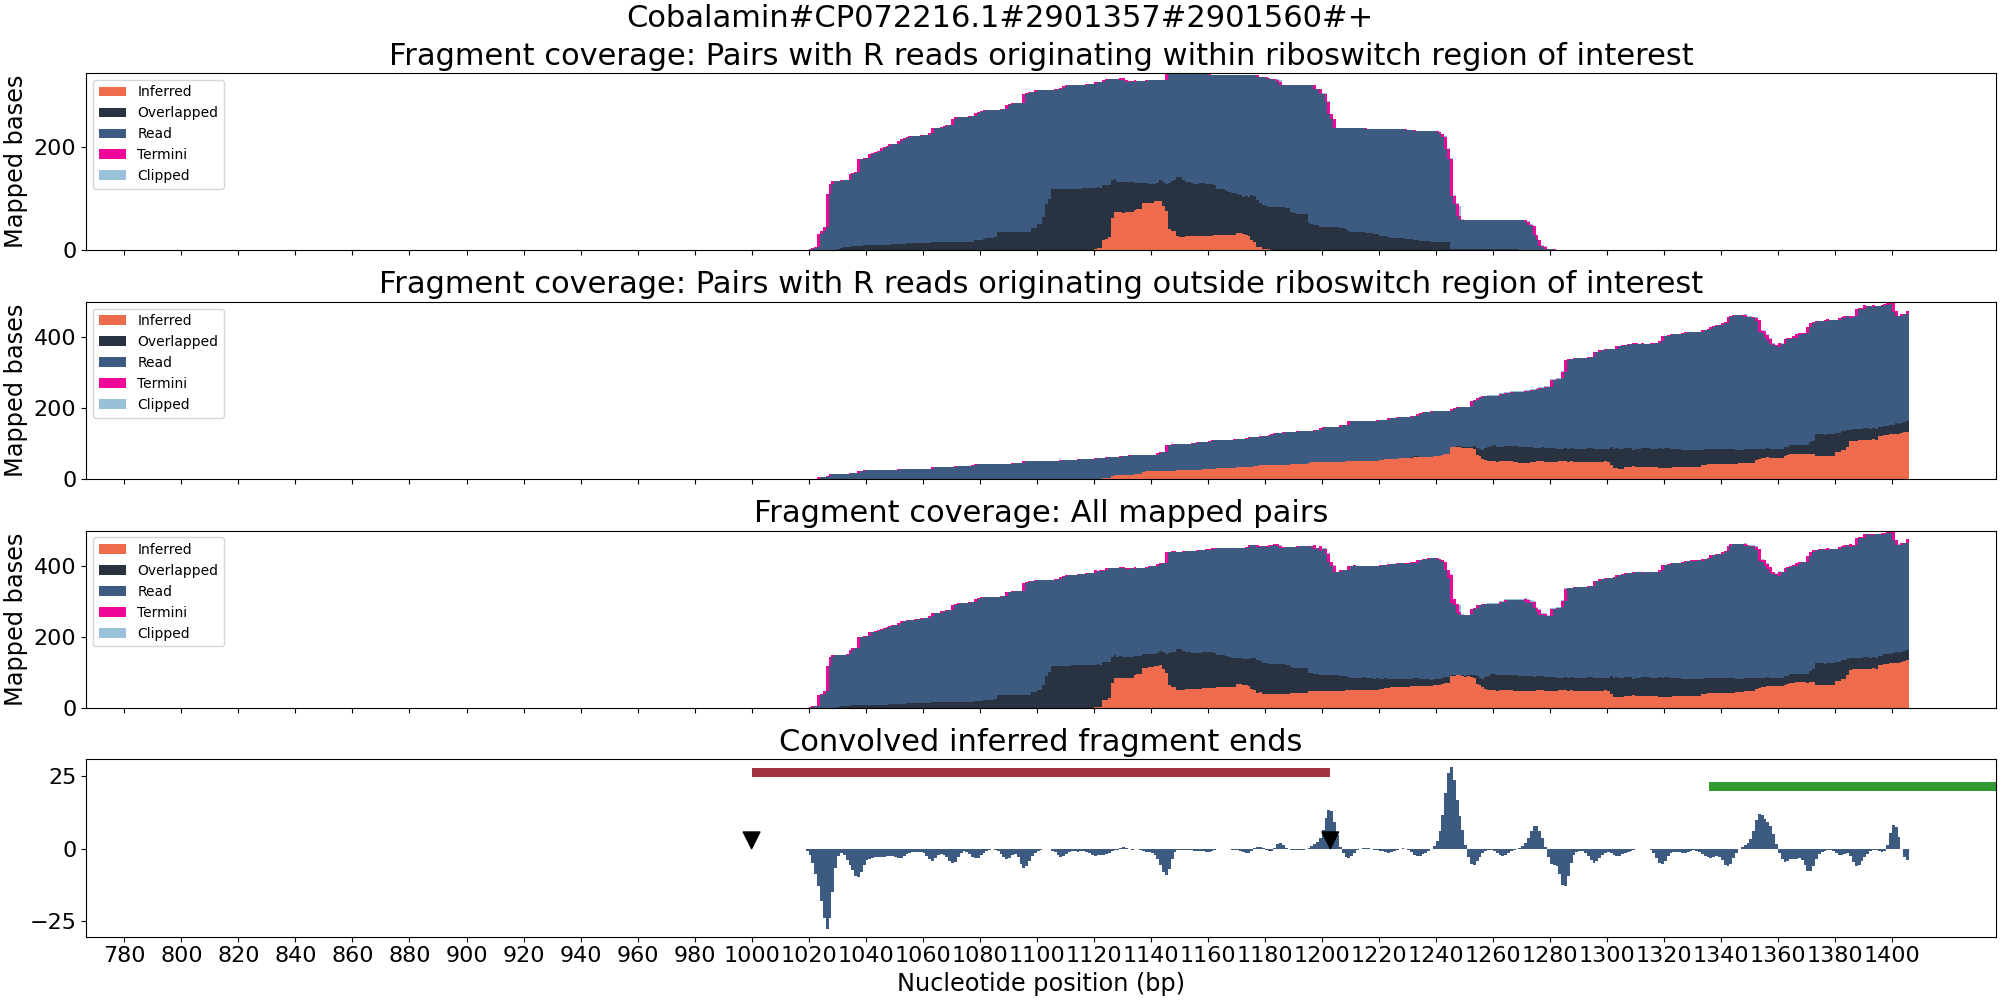 Cobalamin#CP072216.1#2901357#2901560#+
Fragment coverage: Pairs with R reads originating within riboswitch region of interest
Mapped bases
200
0
Inferred
Overlapped
Read
Termini
Clipped
Fragment coverage: Pairs with R reads originating outside riboswitch region of interest
Mapped bases
400
200
0
Inferred
Overlapped
Read
Termini
Clipped
Fragment coverage: All mapped pairs
Mapped bases
400
200
0
Inferred
Overlapped
Read
Termini
Clipped
Convolved inferred fragment ends
25
0
−25
780 800 820 840 860 880 900 920 940 960 980 1000 1020 1040 1060 1080 1100 1120 1140 1160 1180 1200 1220 1240 1260 1280 1300 1320 1340 1360 1380 1400
Nucleotide position (bp)